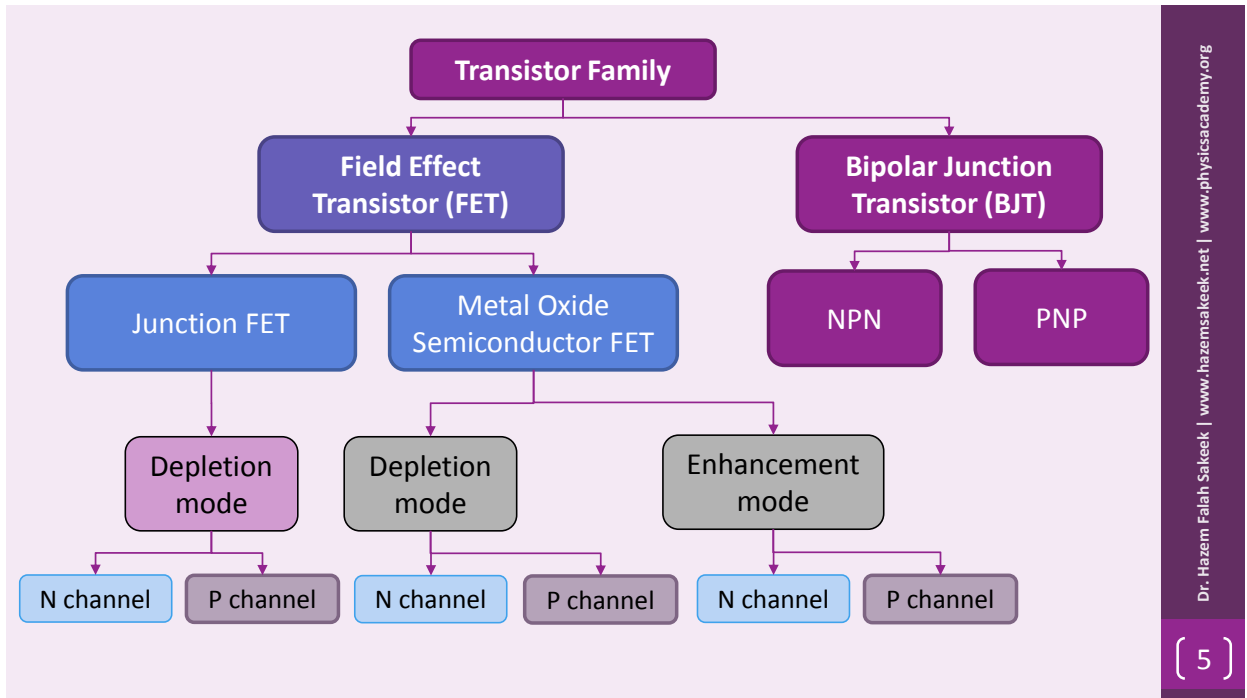 Transistor Family
Field Effect
Transistor (FET)
Bipolar Junction
Transistor (BJT)
Junction FET
Metal Oxide
Semiconductor FET
NPN
PNP
Depletion
mode
Depletion
mode
Enhancement
mode
N channel
P channel
N channel
P channel
N channel
P channel
Dr. Hazem Falah Sakeek | www.hazemsakeek.net | www.physicsacademy.org
5